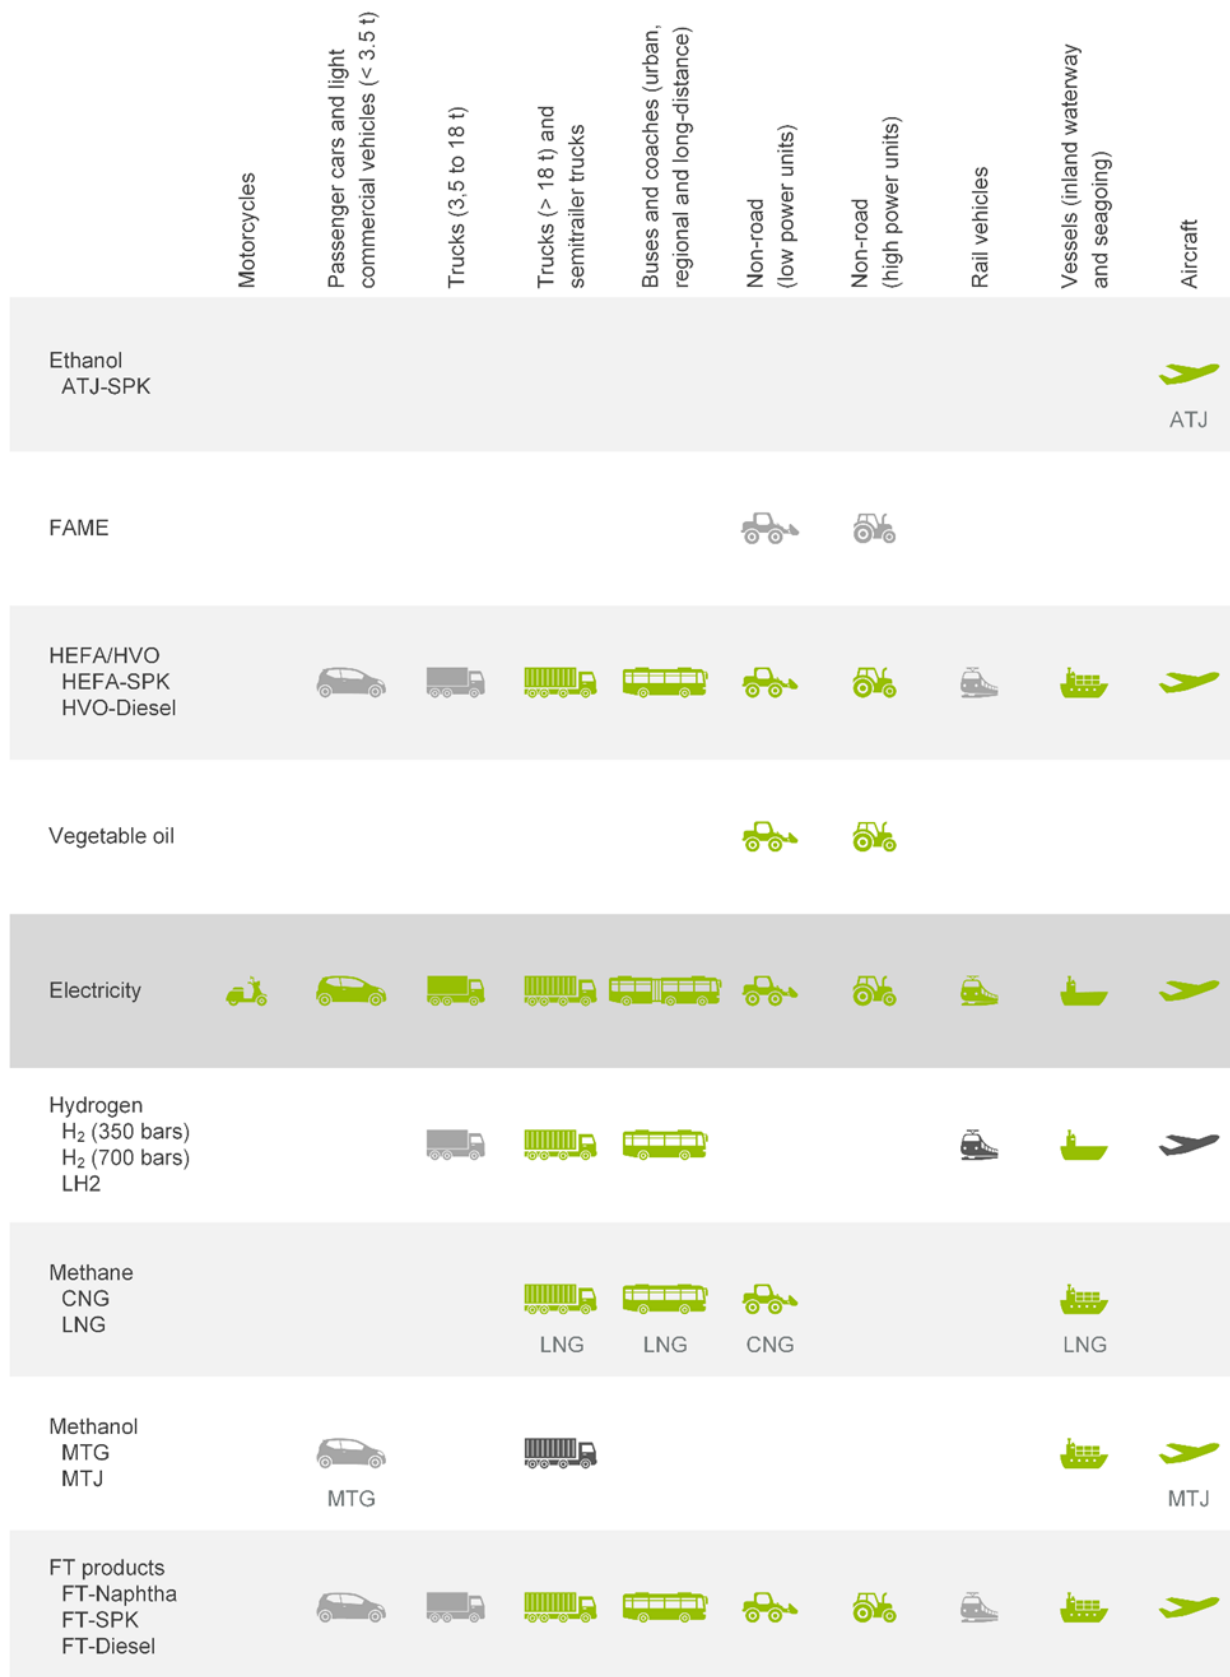 Motorcycles
Passenger cars and light
commercial vehicles (< 3.5 t)
Trucks (3,5 to 18 t)
Trucks (> 18 t) and
semitrailer trucks
Buses and coaches (urban,
regional and long-distance)
Non-road
(low power units)
Non-road
(high power units)
Rail vehicles
Vessels (inland waterway
and seagoing)
Aircraft
Ethanol
ATJ-SPK
ATJ
FAME
HEFA/HVO
HEFA-SPK
HVO-Diesel
Vegetable oil
Electricity
Hydrogen
H₂ (350 bars)
H₂ (700 bars)
LH2
Methane
CNG
LNG
LNG LNG CNG LNG
Methanol
MTG
MTJ
MTG MTJ
FT products
FT-Naphtha
FT-SPK
FT-Diesel